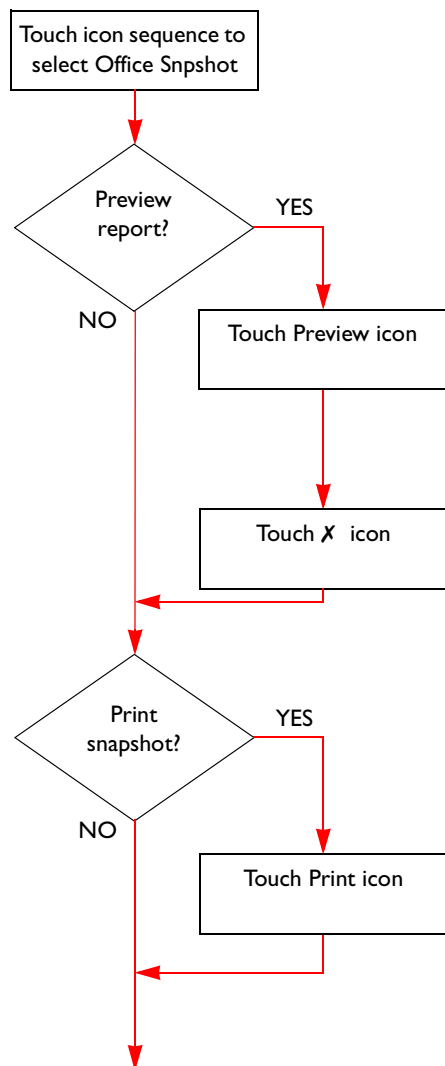 Touch icon sequence to
select Office Snpshot
Preview
report?
YES
NO
Touch Preview icon
Touch ✗ icon
Print
snapshot?
YES
NO
Touch Print icon